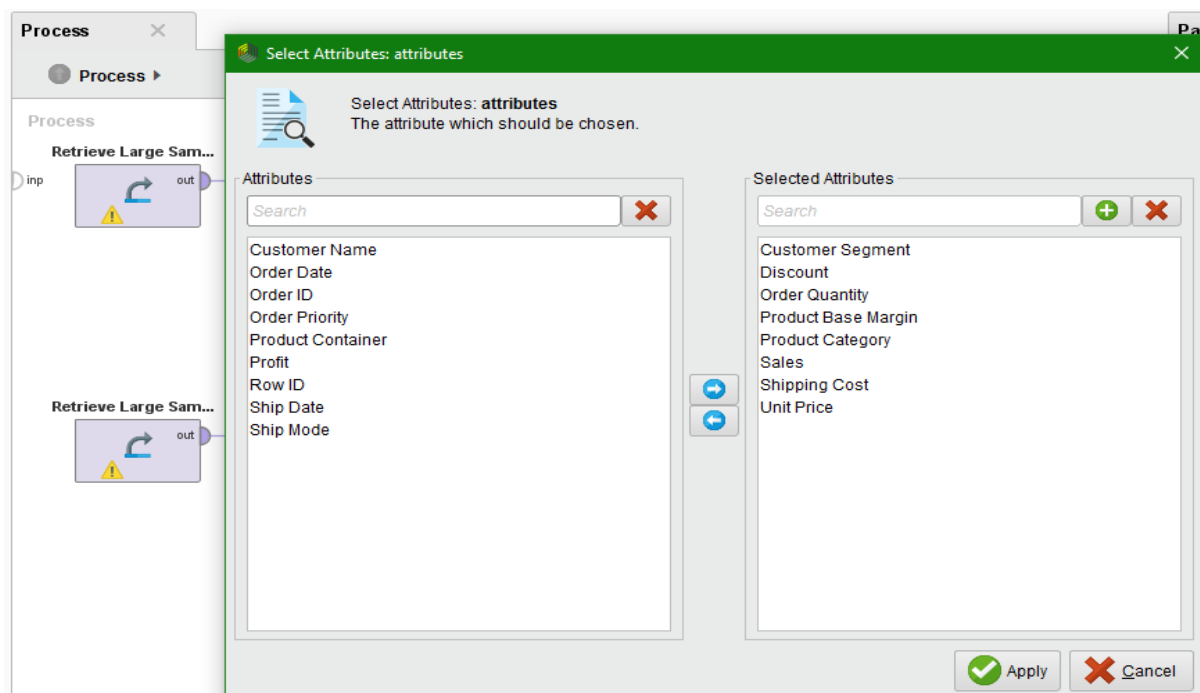 Process
Pa
Select Attributes: attributes
Process
Select Attributes: attributes
The attribute which should be chosen.
Process
Retrieve Large Sam...
inp
out
Attributes
Selected Attributes
Search
Search
Customer Name
Order Date
Order ID
Order Priority
Product Container
Profit
Row ID
Ship Date
Ship Mode
Customer Segment
Discount
Order Quantity
Product Base Margin
Product Category
Sales
Shipping Cost
Unit Price
Retrieve Large Sam...
out
Apply
Cancel